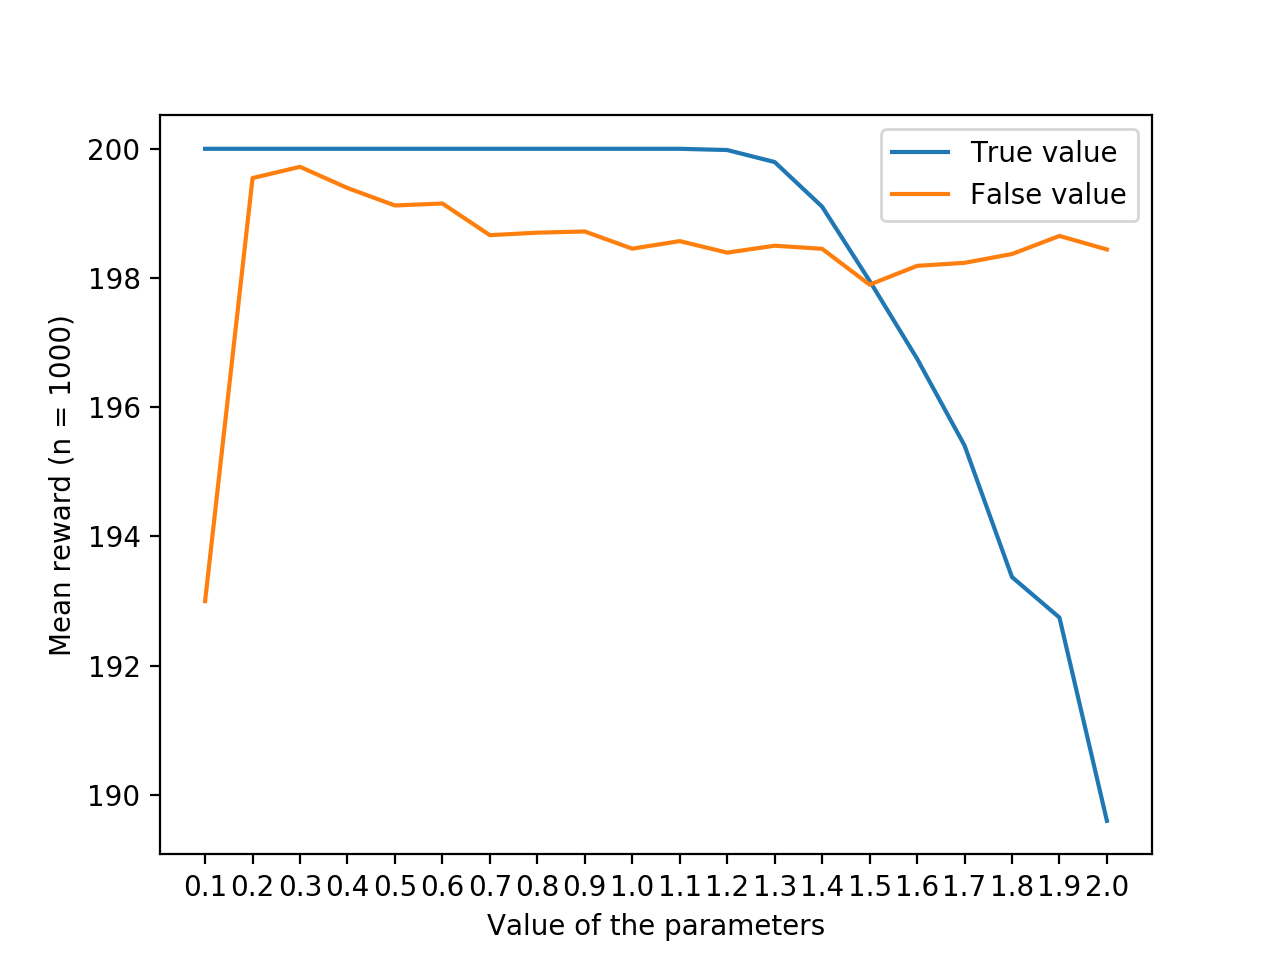 True value
False value
Mean reward (n = 1000)
200
198
196
194
192
190
0.1 0.2 0.3 0.4 0.5 0.6 0.7 0.8 0.9 1.0 1.1 1.2 1.3 1.4 1.5 1.6 1.7 1.8 1.9 2.0
Value of the parameters